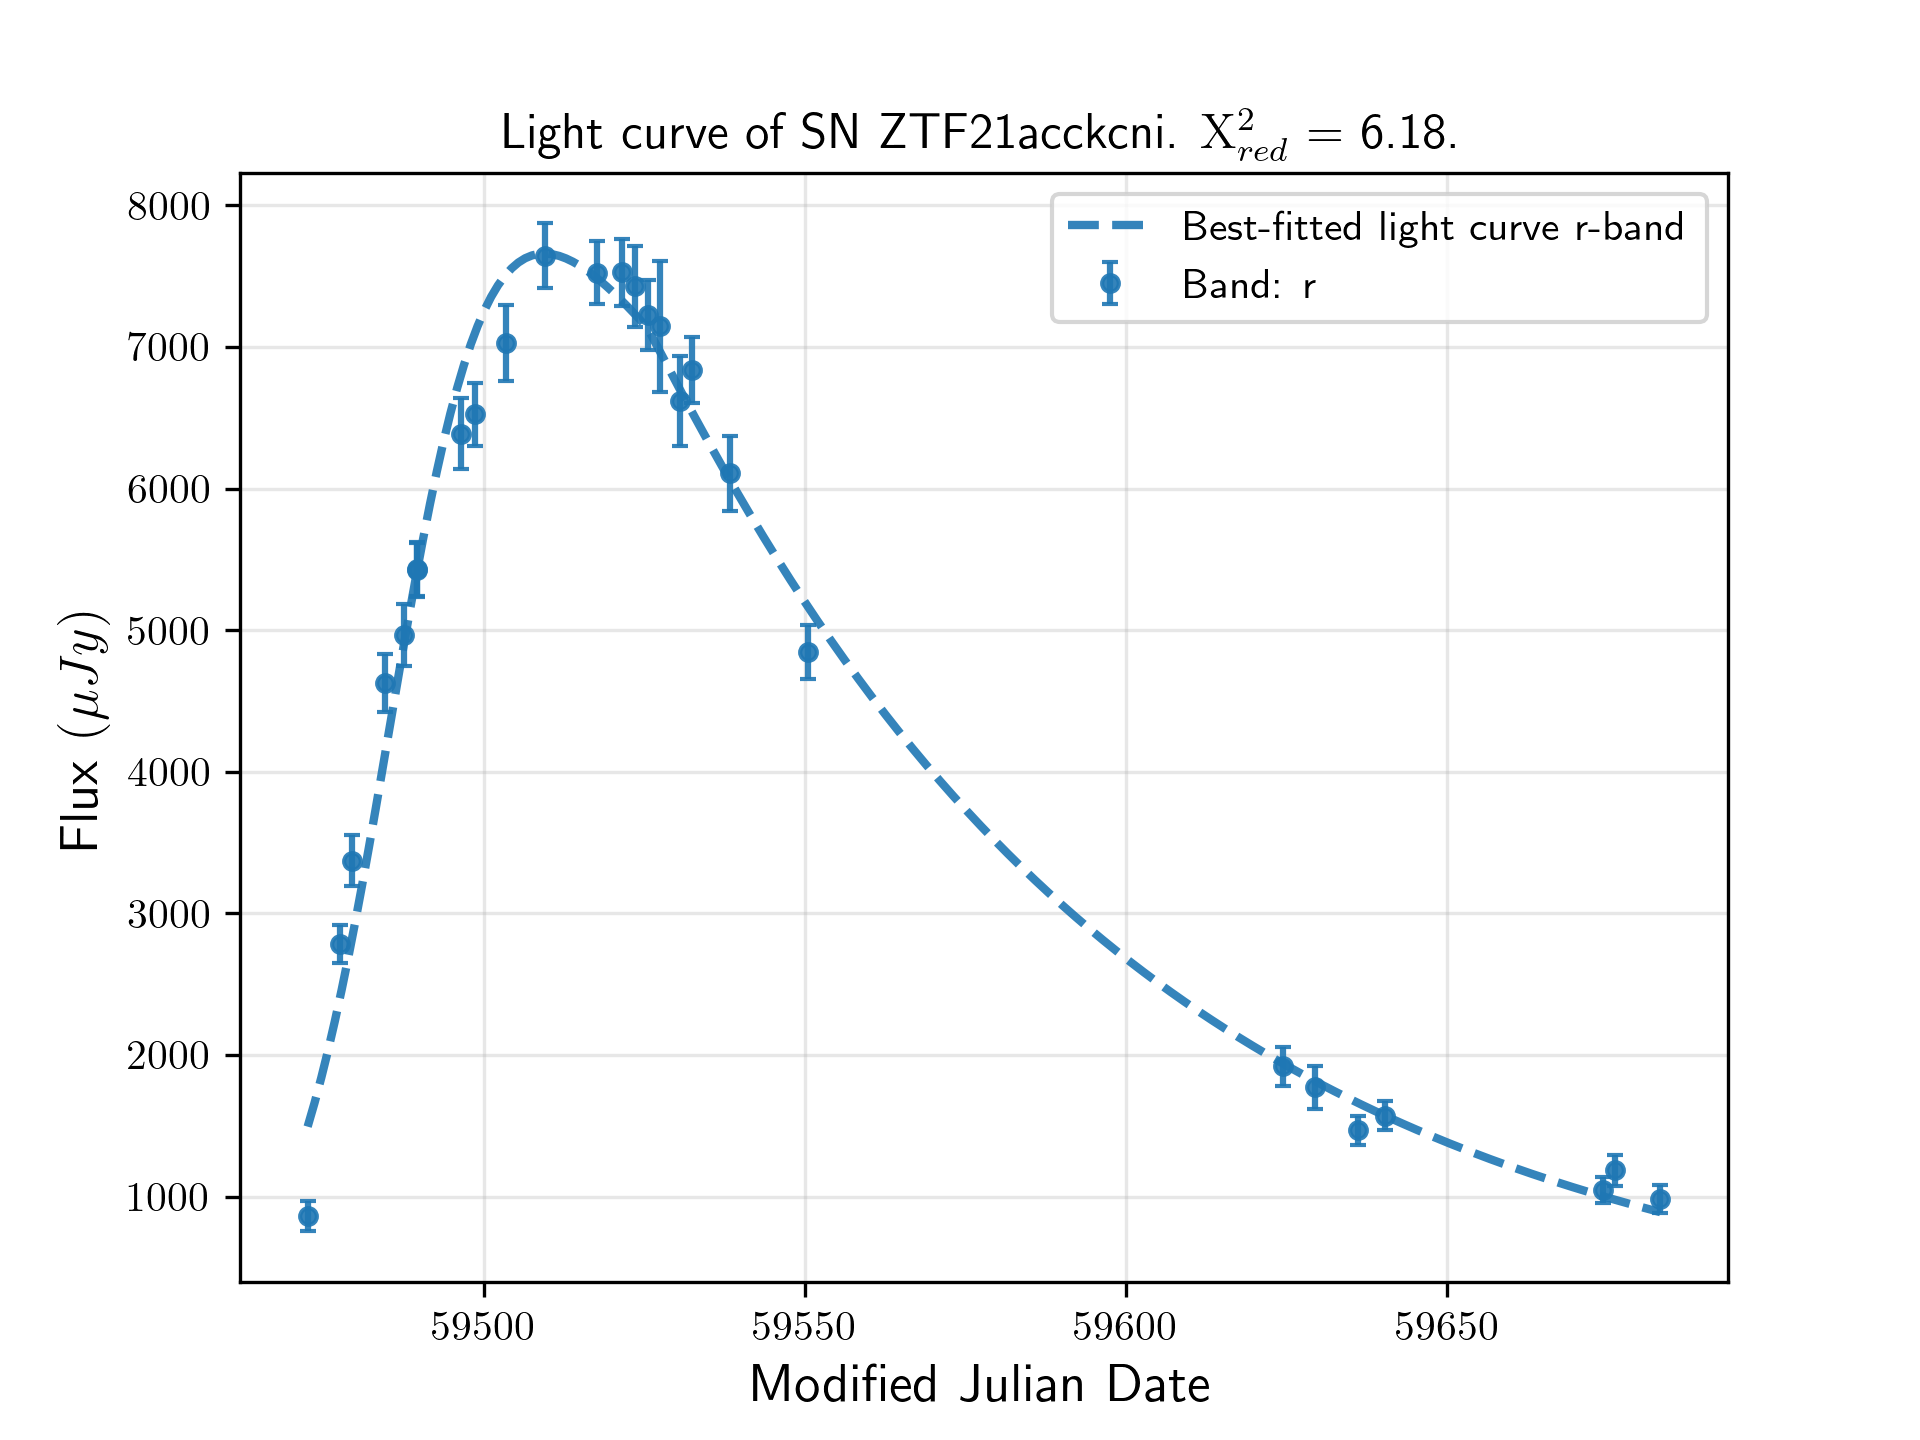 Light curve of SN ZTF21acckcni. X²_red = 6.18.
8000
7000
6000
5000
4000
3000
2000
1000
Flux (μJy)
Best-fitted light curve r-band
Band: r
59500 59550 59600 59650
Modified Julian Date